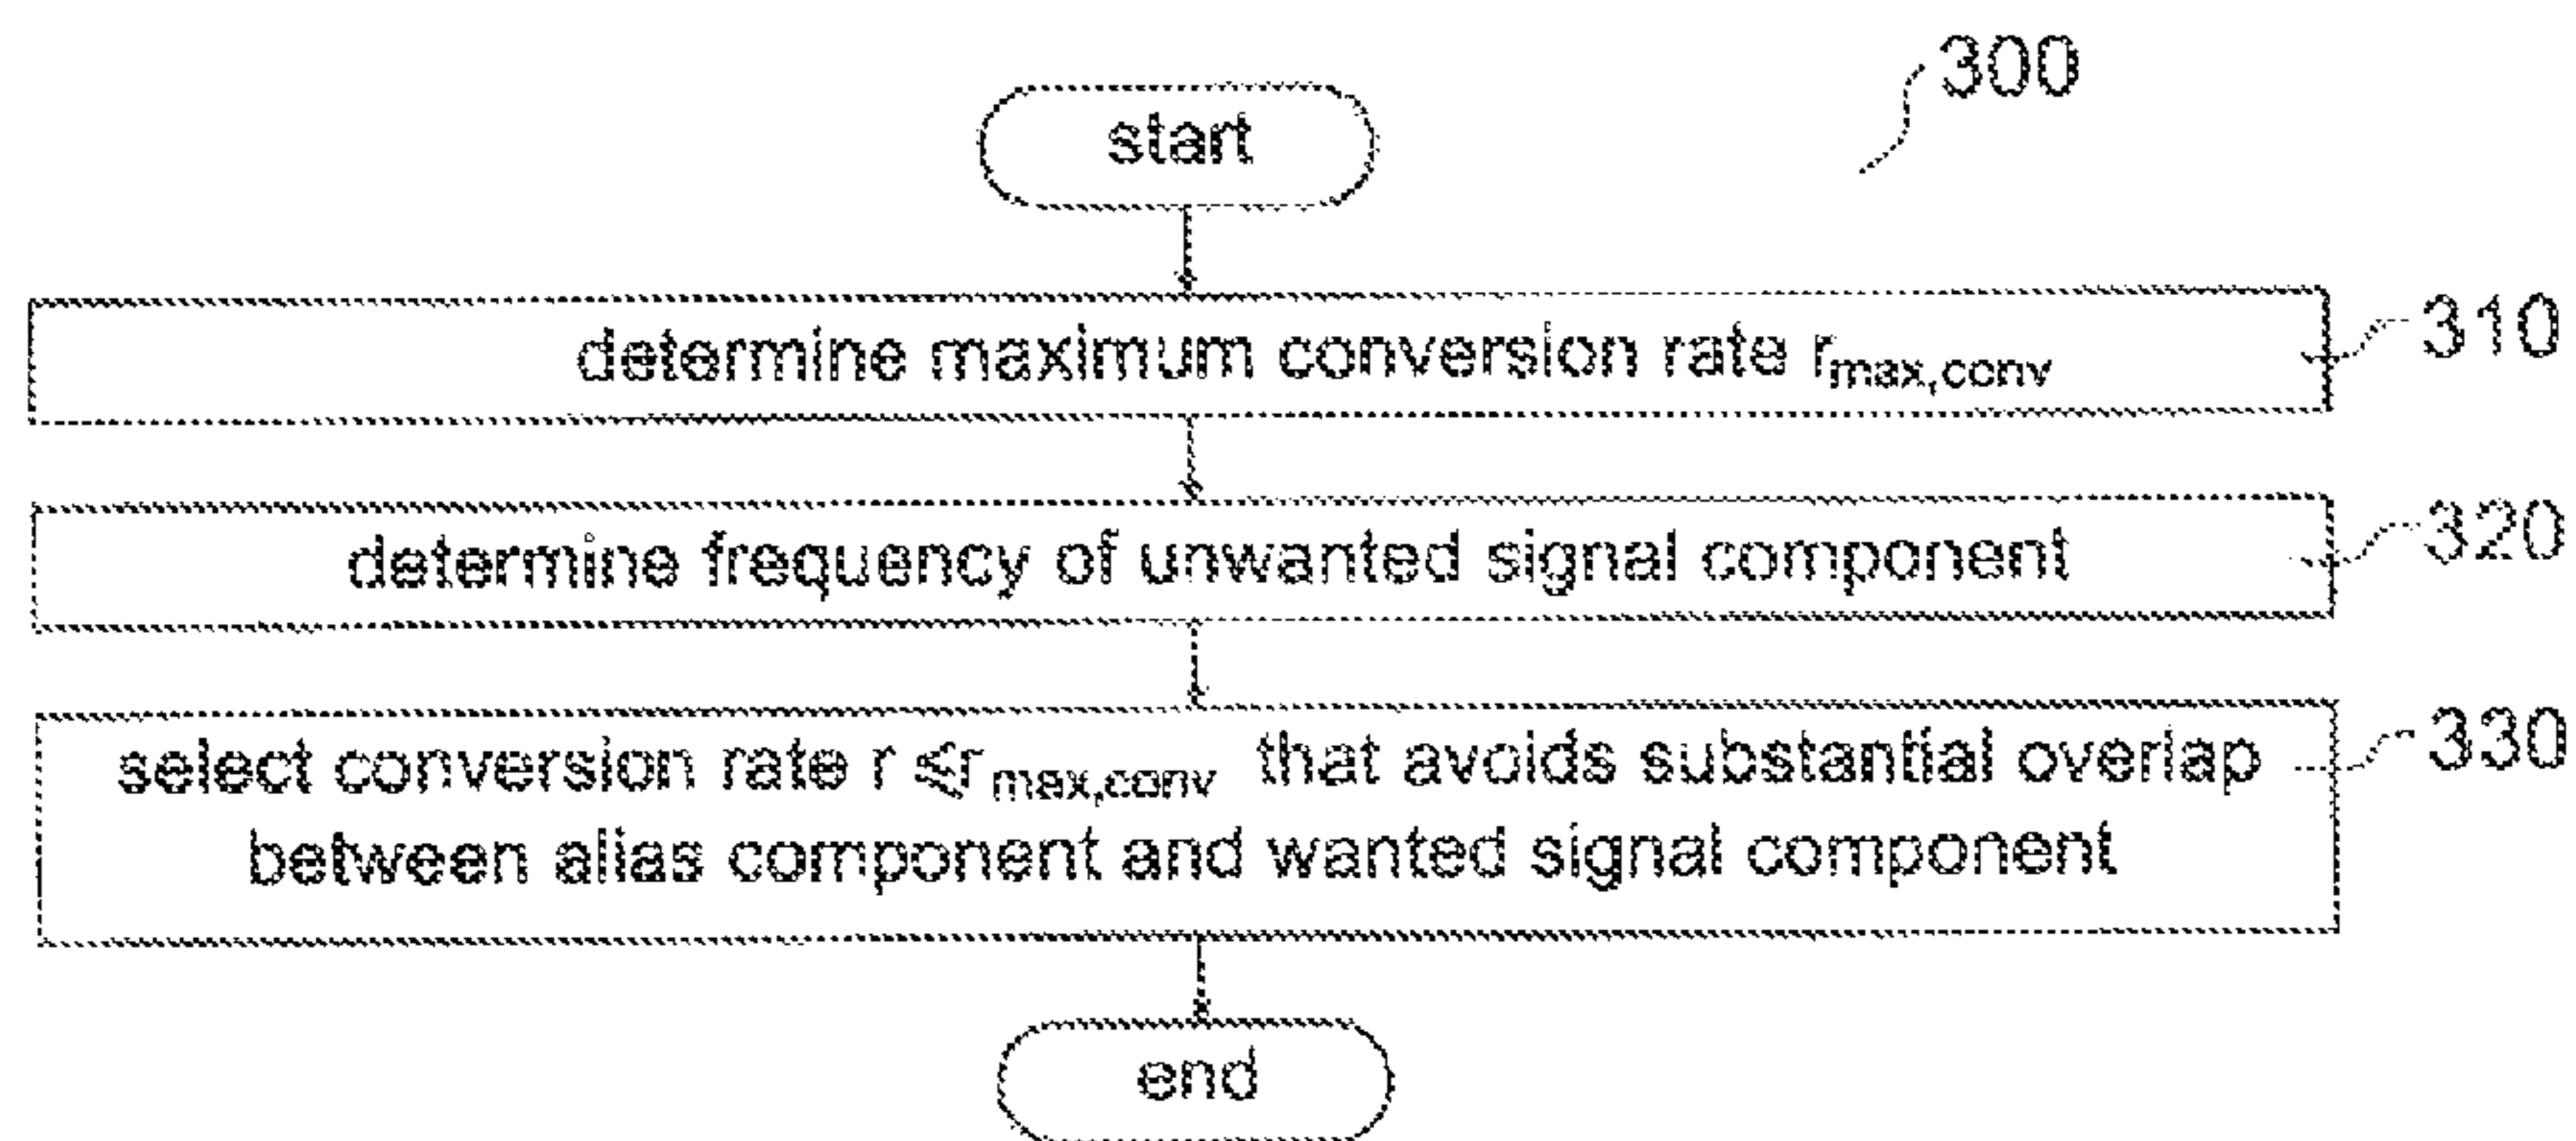 300
start
determine maximum conversion rate rmax,conv
310
determine frequency of unwanted signal component
320
select conversion rate r ≤ rmax,conv that avoids substantial overlap
330
between alias component and wanted signal component
end